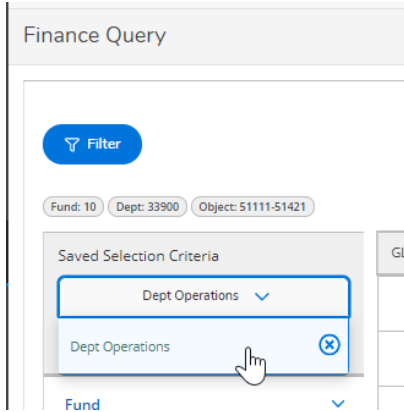 Finance Query
Filter
Fund: 10 Dept: 33900 Object: 51111-51421
Saved Selection Criteria
Dept Operations
Dept Operations
Fund